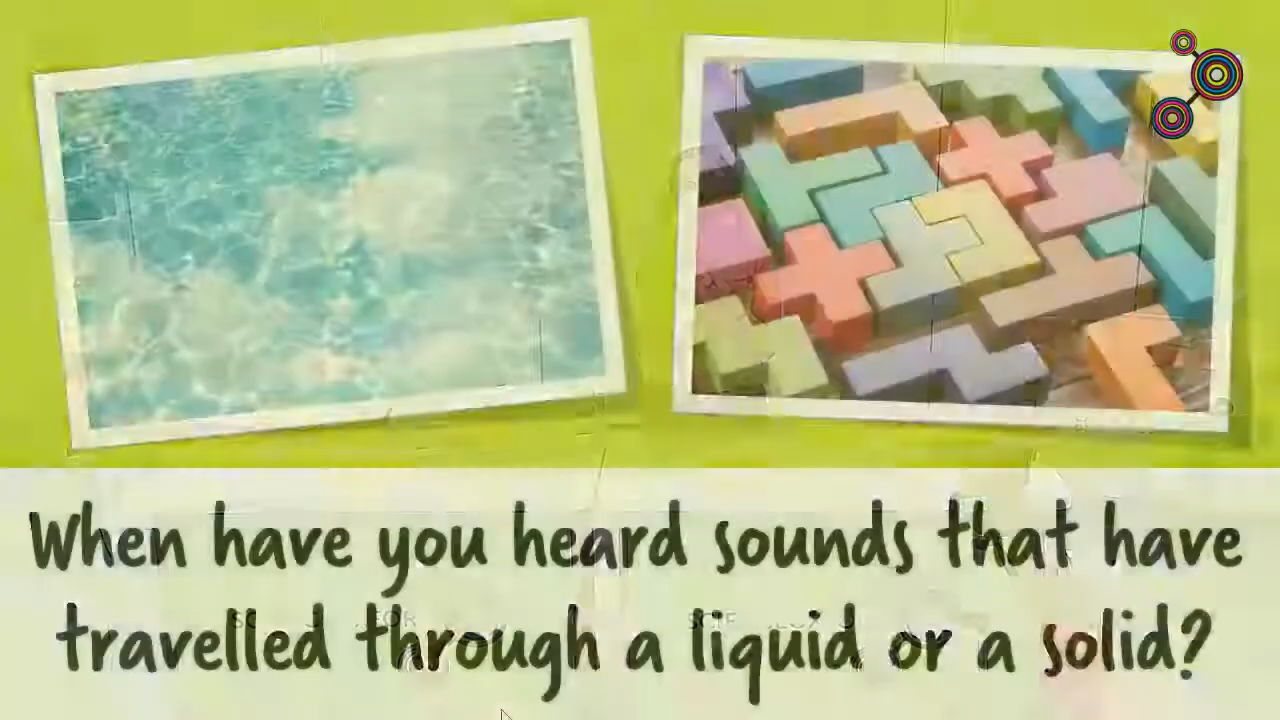 When have you heard sounds that have
travelled through a liquid or a solid?